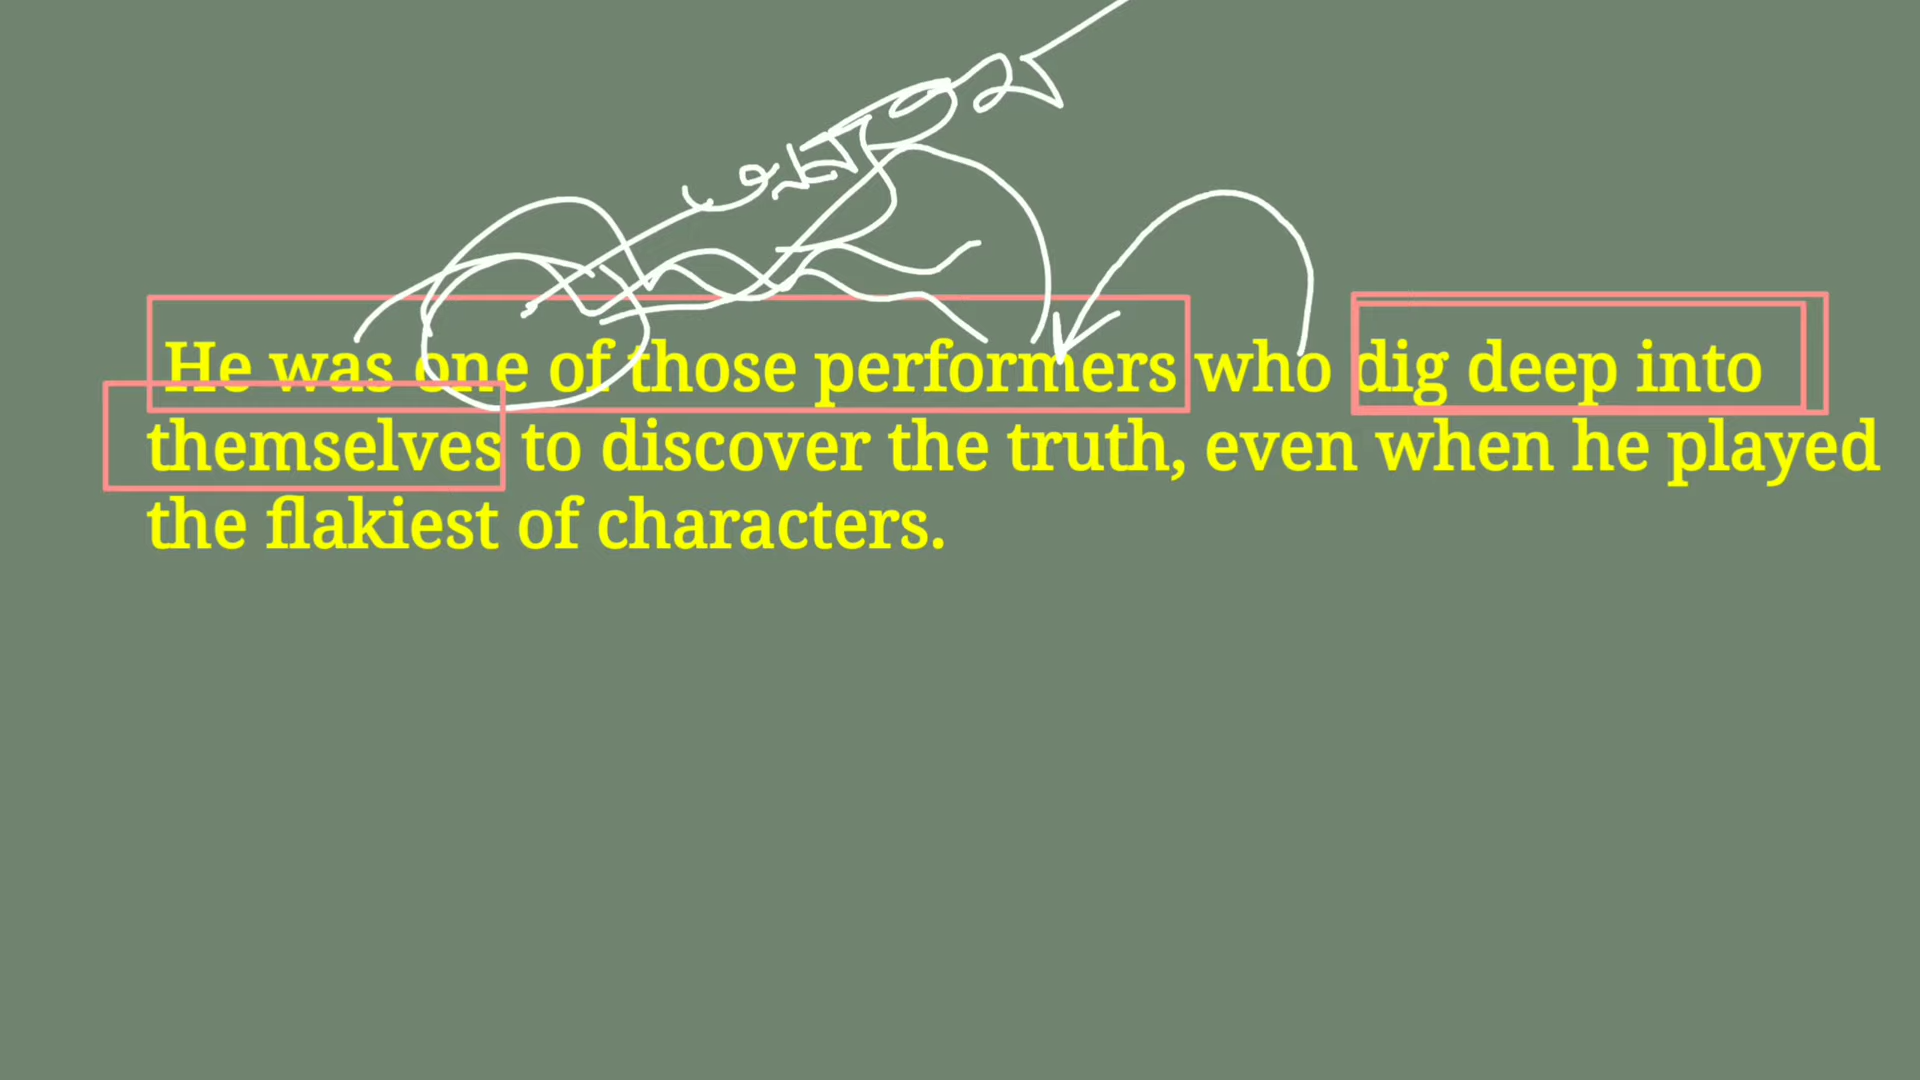 He was one of those performers who dig deep into
themselves to discover the truth, even when he played
the flakiest of characters.